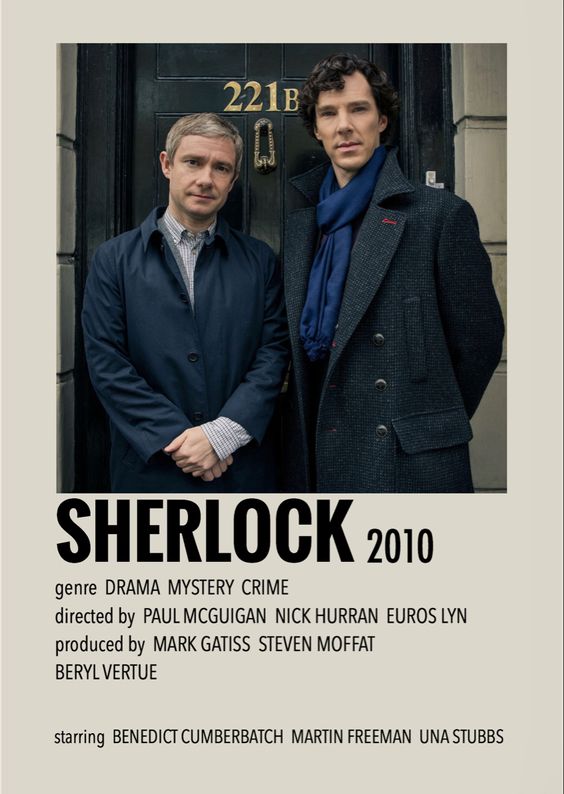 221B
SHERLOCK 2010
genre DRAMA MYSTERY CRIME
directed by PAUL MCGUIGAN NICK HURRAN EUROS LYN
produced by MARK GATISS STEVEN MOFFAT
BERYL VERTUE
starring BENEDICT CUMBERBATCH MARTIN FREEMAN UNA STUBBS